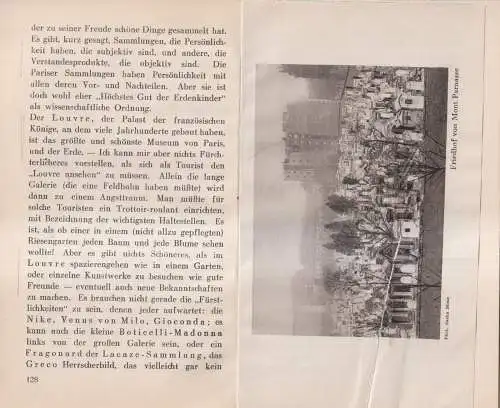 der zu seiner Freude schöne Dinge gesammelt hat.
Es gibt, kurz gesagt, Sammlungen, die Persönlich-
keit haben, die subjektiv sind, und andere, die
Verstandesprodukte, die objektiv sind. Die
Pariser Sammlungen haben Persönlichkeit mit
allen deren Vor- und Nachteilen. Aber sie ist
doch wohl eher „Höchstes Gut der Erdenkinder“
als wissenschaftliche Ordnung.
Der Louvre, der Palast der französischen
Könige, an dem viele Jahrhunderte gebaut haben,
ist das größte und schönste Museum von Paris,
und der Erde. — Ich kann mir aber nichts Fürch-
terlicheres vorstellen, als sich als Tourist den
„Louvre ansehen“ zu müssen. Allein die lange
Galerie (die eine Feldbahn haben müßte) wird
dann zu einem Angsttraum. Man müßte für
solche Touristen ein Trottoir-roulant einrichten,
mit Bezeichnung der wichtigsten Haltestellen. Es
ist, als ob einer in einem (nicht allzu gepflegten)
Riesengarten jeden Baum und jede Blume sehen
wollte! Aber es gibt nichts Schöneres, als im
Louvre spazierengehen wie in einem Garten,
oder einzelne Kunstwerke zu besuchen wie gute
Freunde — eventuell auch neue Bekanntschaften
zu machen. Es brauchen nicht gerade die „Fürst-
lichkeiten“ zu sein, denen jeder aufwartet: die
Nike, Venus von Milo, Gioconda; es
kann auch die kleine Boticelli-Madonna
links von der großen Galerie sein, oder ein
Fragonard der Lacaze-Sammlung, das
Greco Herrscherbild, das vielleicht gar kein
128
Friedhof von Mont Parnasse
Phot. Sasha Stone